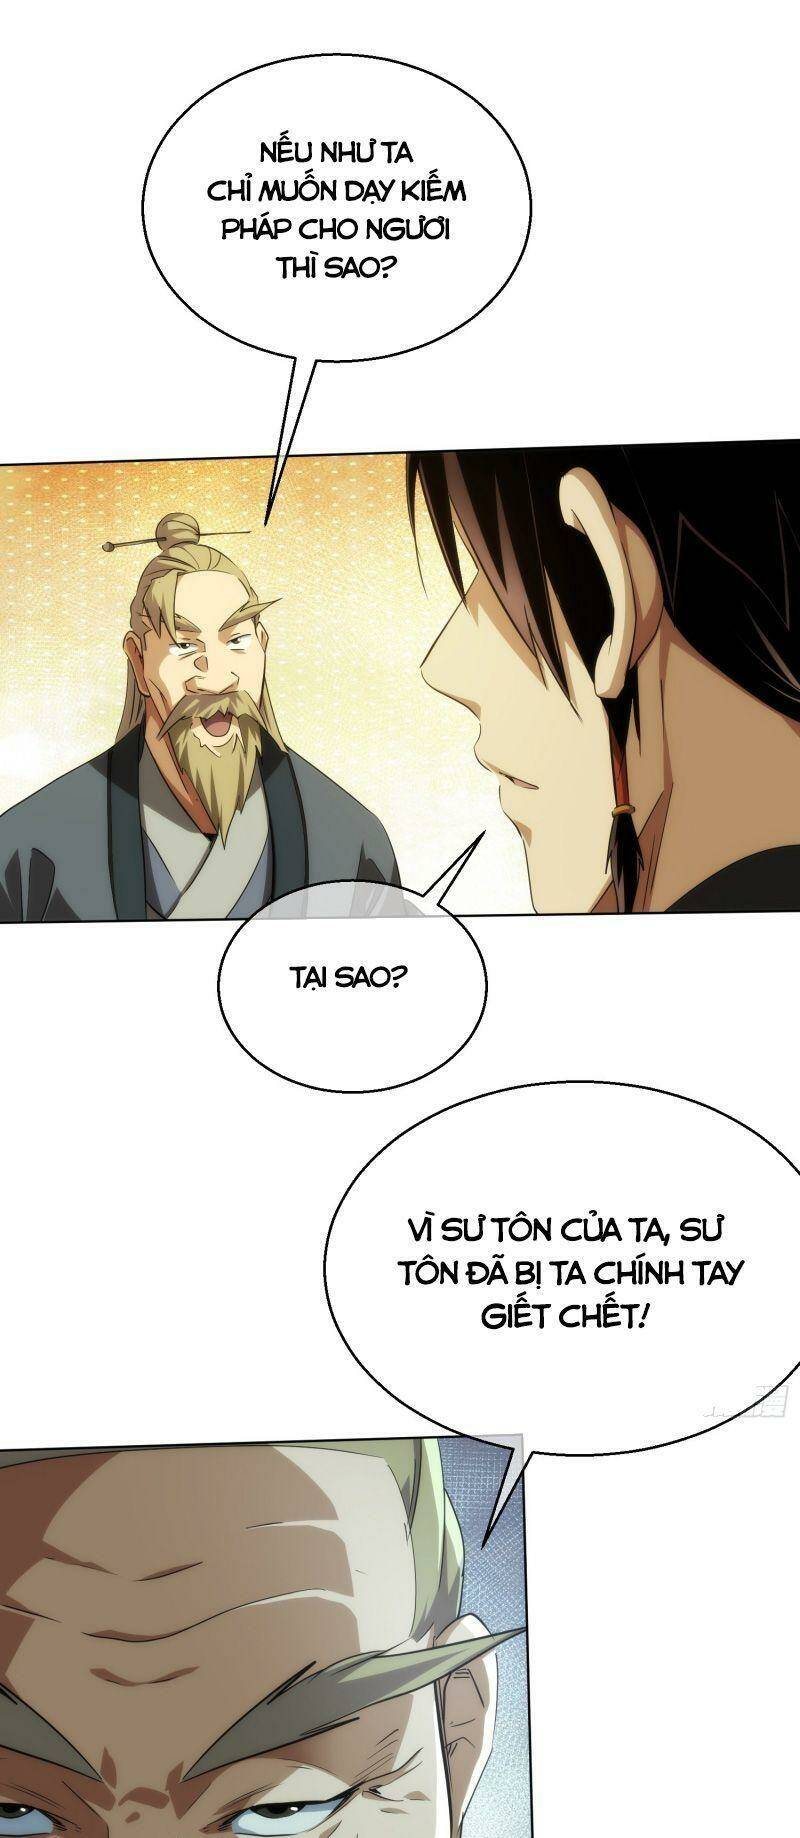 NẾU NHƯ TA
CHỈ MUỐN DẠY KIẾM
PHÁP CHO NGƯƠI
THÌ SAO?
TẠI SAO?
VÌ SƯ TÔN CỦA TA, SƯ
TÔN ĐÃ BỊ TA CHÍNH TAY
GIẾT CHẾT!